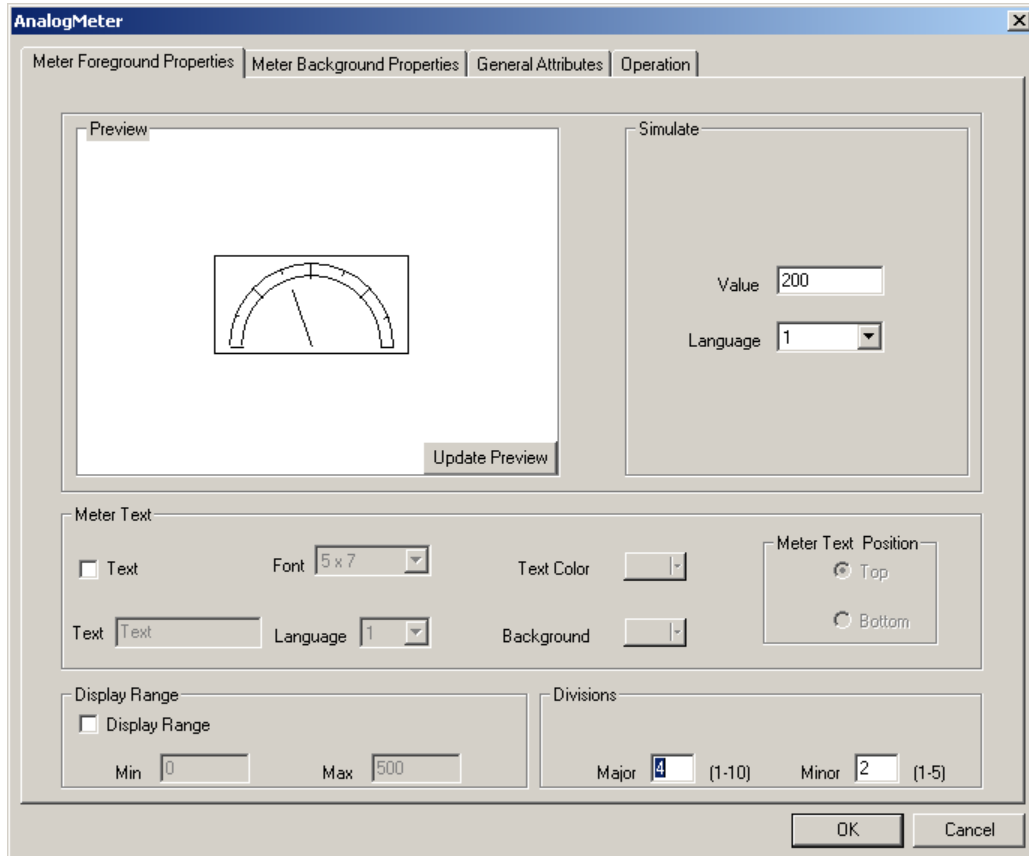 AnalogMeter
Meter Foreground Properties Meter Background Properties General Attributes Operation
Preview
Simulate
Value 200
Language 1
Update Preview
Meter Text
Text
Font 5 x 7
Text Color
Meter Text Position
Top
Text Text
Language 1
Background
Bottom
Display Range
Display Range
Min 0
Max 500
Divisions
Major 4 (1-10)
Minor 2 (1-5)
OK
Cancel